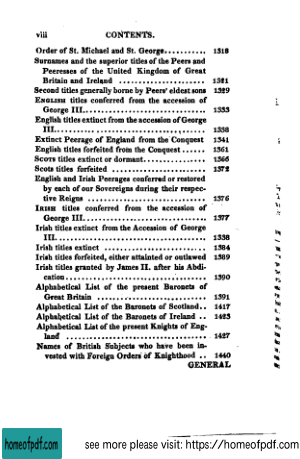 viii CONTENTS.
Order of St. Michael and St. George........... 1318
Surnames and the superior titles of the Peers and
Peeresses of the United Kingdom of Great
Britain and Ireland ...................... 1321
Second titles generally borne by Peers' eldest sons 1329
ENGLISH titles conferred from the accession of
George III............................... 1333
English titles extinct from the accession of George
III...................................... 1338
Extinct Peerage of England from the Conquest 1341
English titles forfeited from the Conquest ...... 1361
SCOTS titles extinct or dormant................ 1366
Scots titles forfeited ........................ 1372
English and Irish Peerages conferred or restored
by each of our Sovereigns during their respec-
tive Reigns .............................. 1376
IRISH titles conferred from the accession of
George III............................... 1377
Irish titles extinct from the Accession of George
III...................................... 1338
Irish titles extinct .......................... 1384
Irish titles forfeited, either attainted or outlawed 1389
Irish titles granted by James II. after his Abdi-
cation................................... 1390
Alphabetical List of the present Baronets of
Great Britain ............................ 1391
Alphabetical List of the Baronets of Scotland.. 1417
Alphabetical List of the Baronets of Ireland .. 1423
Alphabetical List of the present Knights of Eng-
land .................................... 1427
Names of British Subjects who have been in-
vested with Foreign Orders of Knighthood .. 1440
GENERAL
homeofpdf.com
see more please visit: https://homeofpdf.com